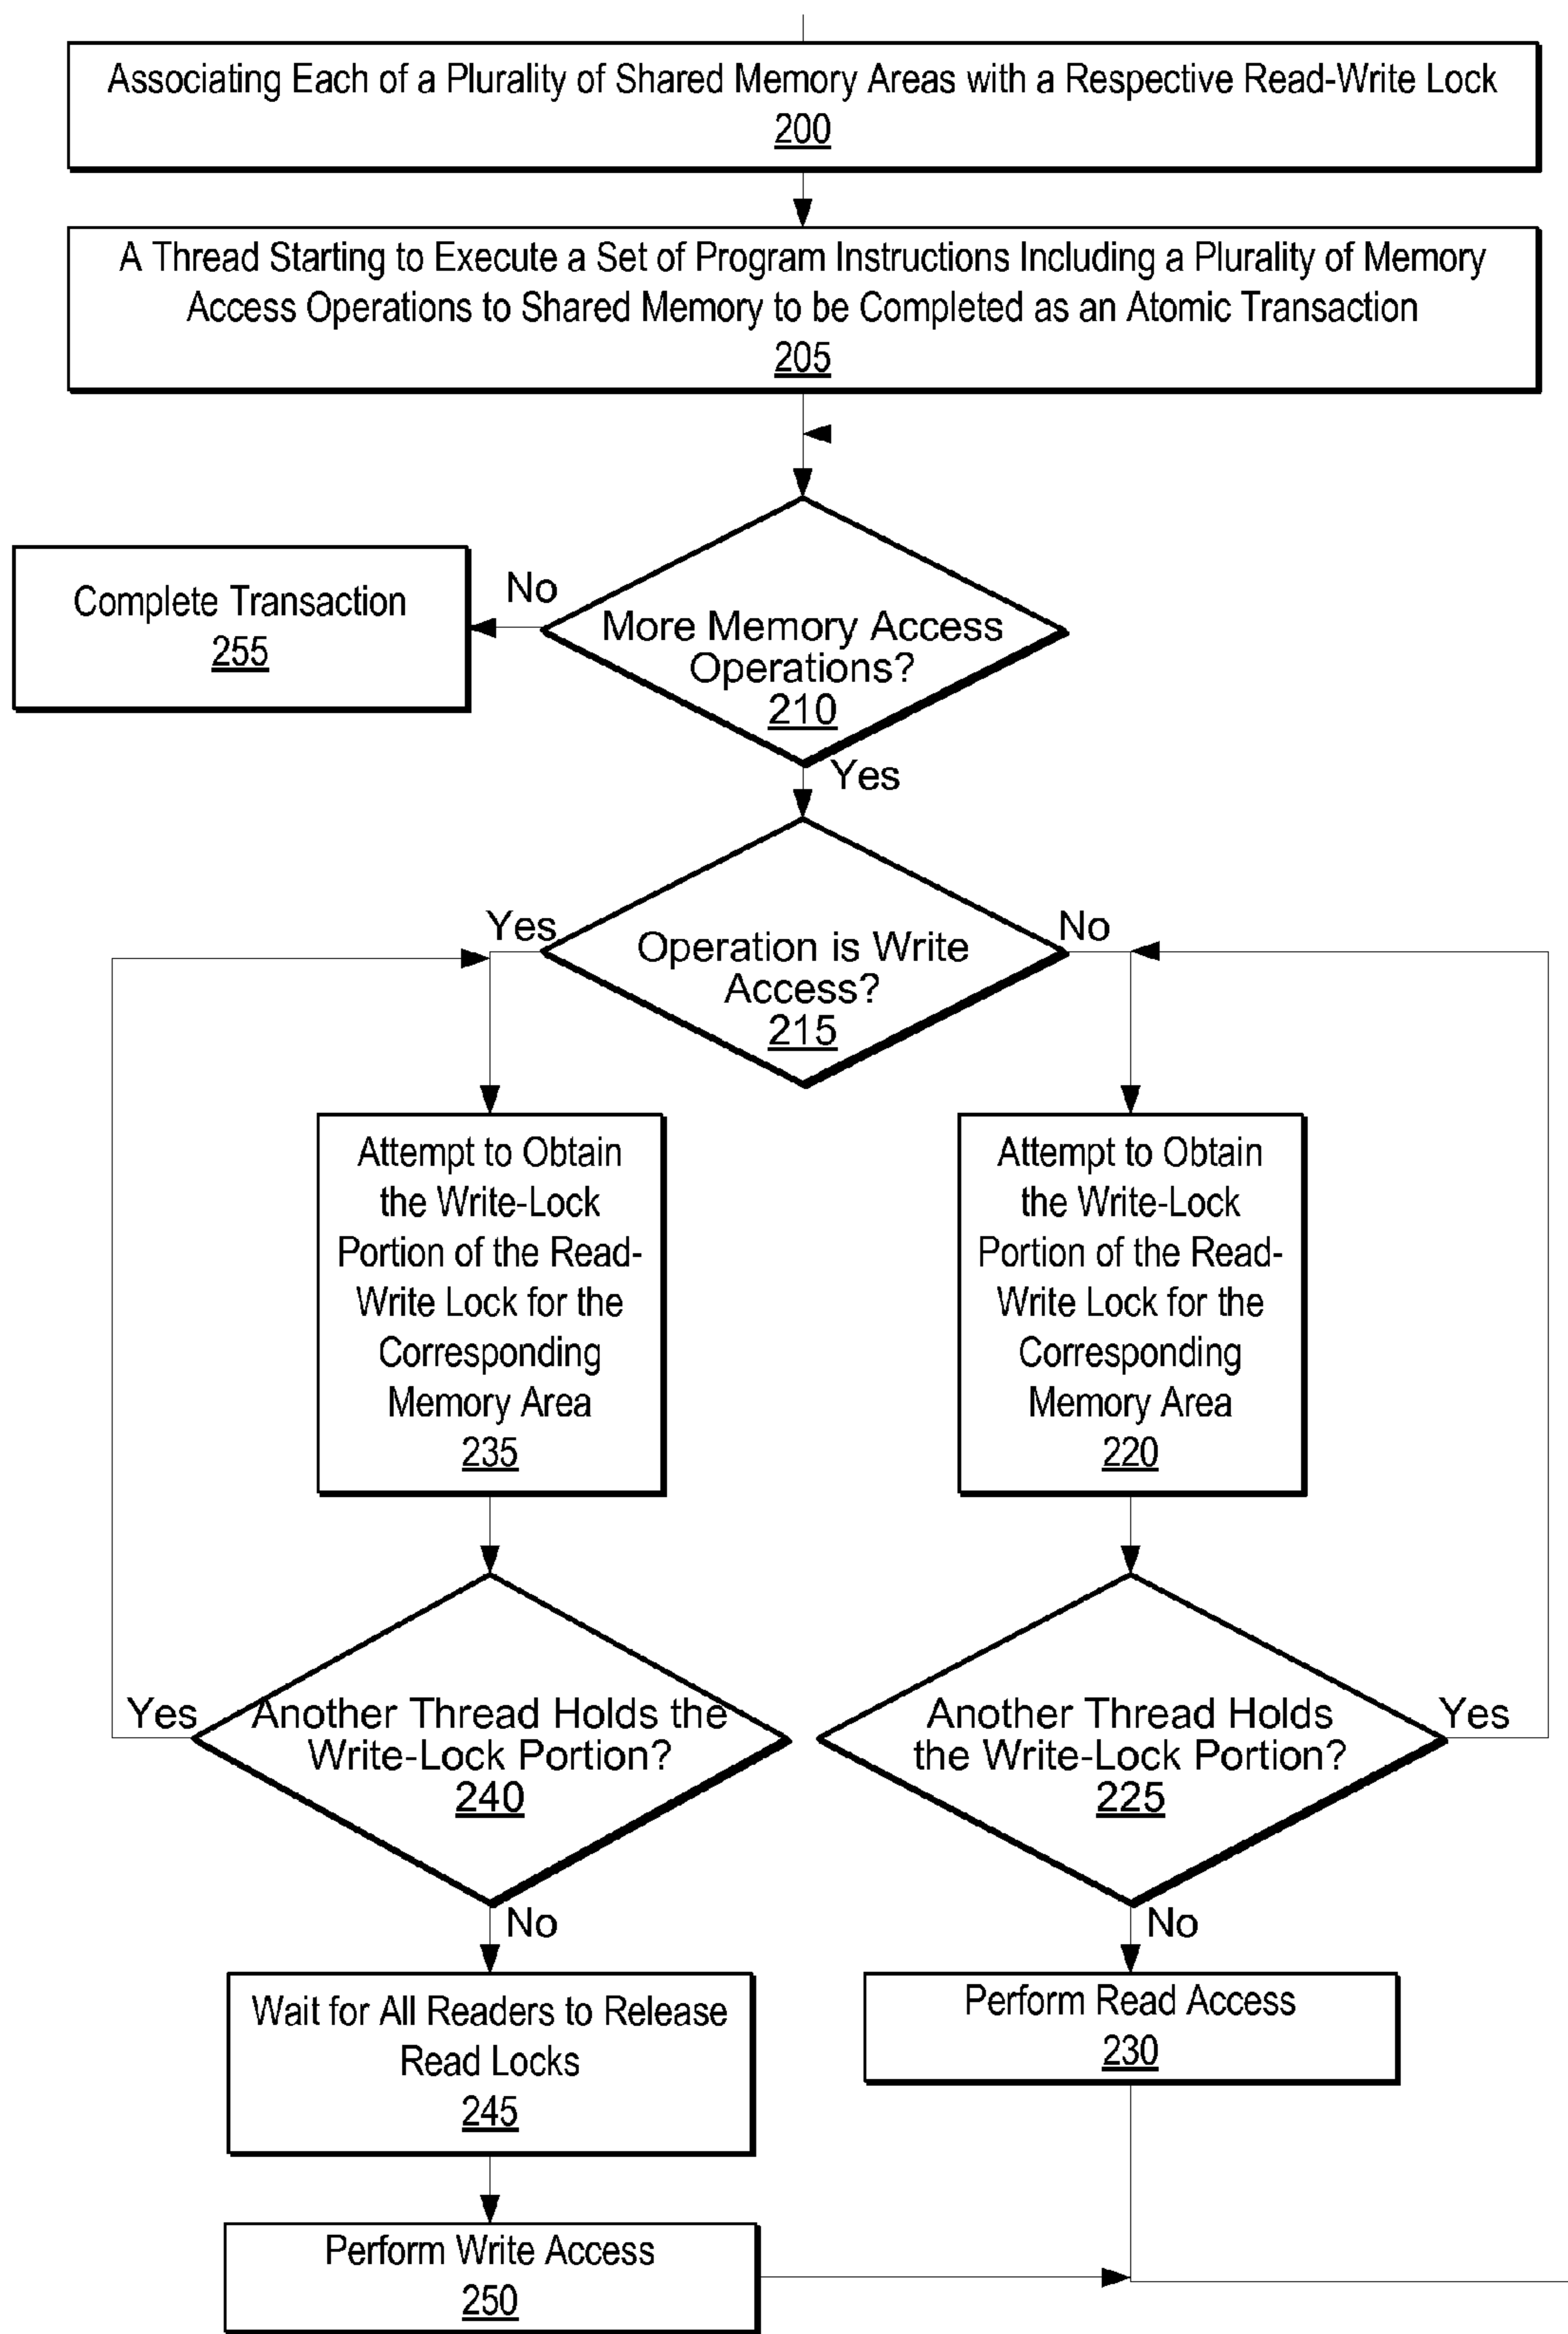 Associating Each of a Plurality of Shared Memory Areas with a Respective Read-Write Lock
200
A Thread Starting to Execute a Set of Program Instructions Including a Plurality of Memory
Access Operations to Shared Memory to be Completed as an Atomic Transaction
205
More Memory Access
Operations?
210
No
Complete Transaction
255
Yes
Operation is Write
Access?
215
Yes
No
Attempt to Obtain
the Write-Lock
Portion of the Read-
Write Lock for the
Corresponding
Memory Area
235
Attempt to Obtain
the Write-Lock
Portion of the Read-
Write Lock for the
Corresponding
Memory Area
220
Yes
Another Thread Holds the
Write-Lock Portion?
240
Another Thread Holds
the Write-Lock Portion?
225
Yes
No
No
Wait for All Readers to Release
Read Locks
245
Perform Read Access
230
Perform Write Access
250